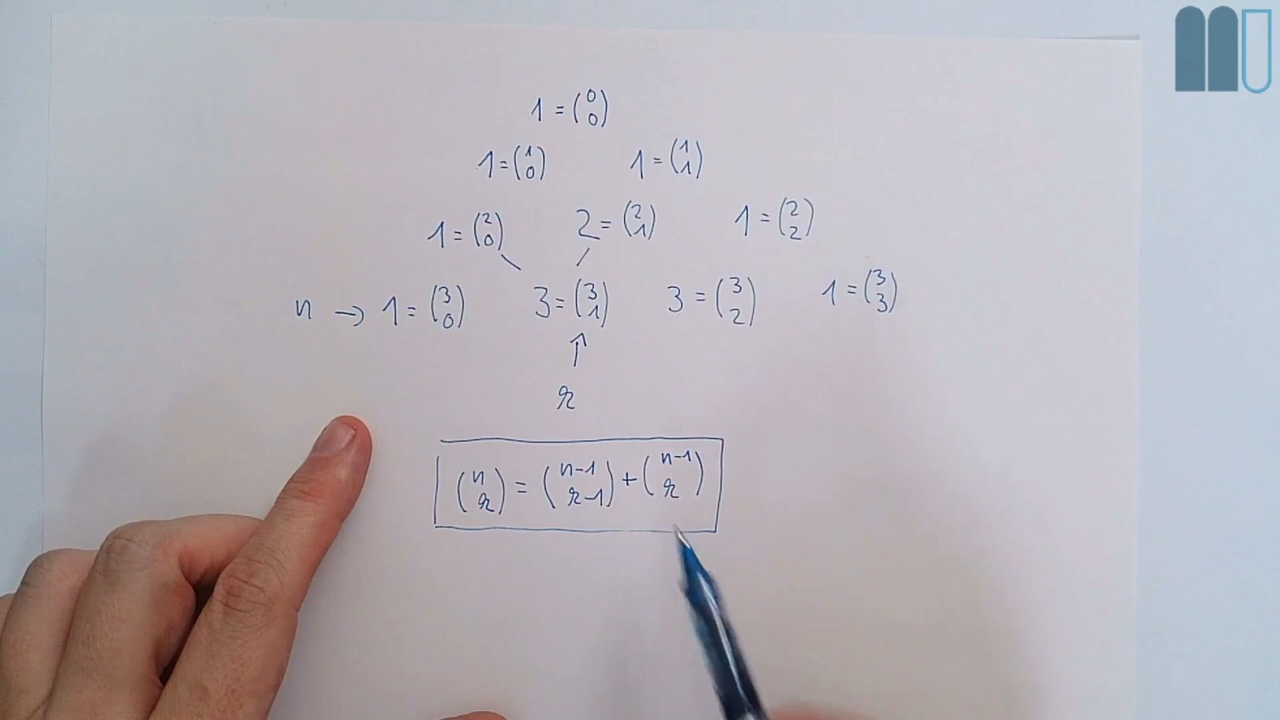 1 = (0 0)
1 = (1 0) 1 = (1 1)
1 = (2 0) 2 = (2 1) 1 = (2 2)
n → 1 = (3 0) 3 = (3 1) 3 = (3 2) 1 = (3 3)
↑
r
(n r) = (n-1 r-1) + (n-1 r)